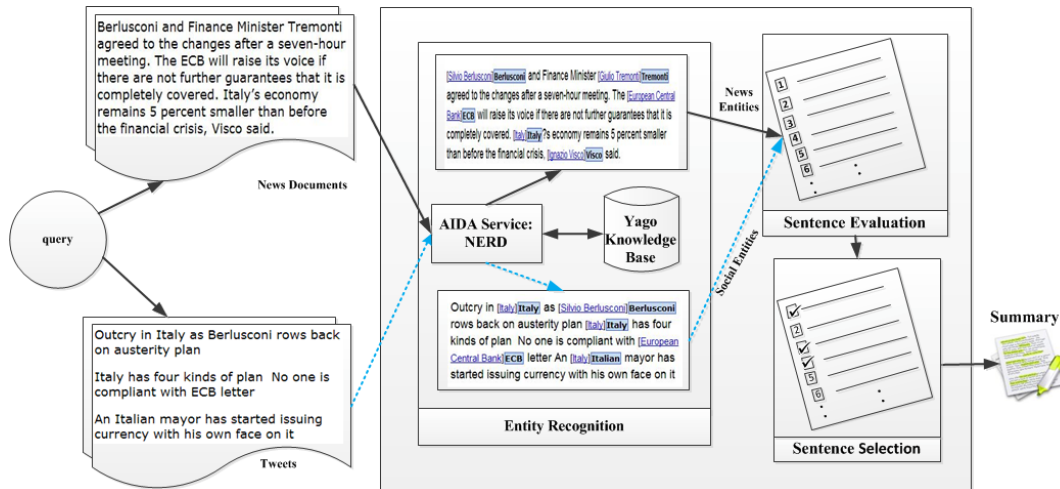 Berlusconi and Finance Minister Tremonti
agreed to the changes after a seven-hour
meeting. The ECB will raise its voice if
there are not further guarantees that it is
completely covered. Italy's economy
remains 5 percent smaller than before
the financial crisis, Visco said.
News Documents
query
Outcry in Italy as Berlusconi rows back
on austerity plan
Italy has four kinds of plan No one is
compliant with ECB letter
An Italian mayor has started issuing
currency with his own face on it
Tweets
[Silvio Berlusconi]Berlusconi and Finance Minister [Giulio Tremonti]Tremonti
agreed to the changes after a seven-hour meeting. The [European Central
Bank]ECB will raise its voice if there are not further guarantees that it is
completely covered. [Italy]Italy?s economy remains 5 percent smaller
than before the financial crisis, [Ignazio Visco]Visco said.
AIDA Service:
NERD
Yago
Knowledge
Base
Outcry in [Italy]Italy as [Silvio Berlusconi]Berlusconi
rows back on austerity plan [Italy]Italy has four
kinds of plan No one is compliant with [European
Central Bank]ECB letter An [Italy]Italian mayor has
started issuing currency with his own face on it
Entity Recognition
News
Entities
Social Entities
1
2
3
4
5
6
Sentence Evaluation
2
5
6
Sentence Selection
Summary